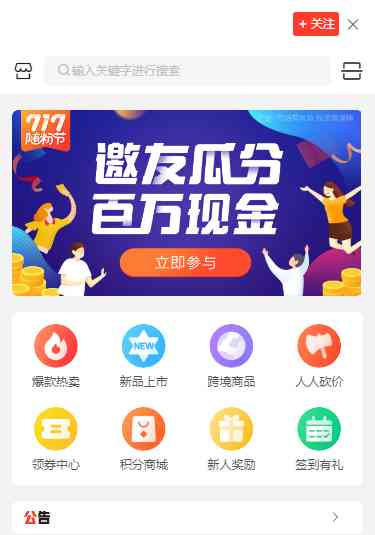 + 关注
输入关键字进行搜索
717
随粉节
邀友瓜分
百万现金
立即参与
爆款热卖
NEW
新品上市
跨境商品
人人砍价
领券中心
积分商城
新人奖励
签到有礼
公告